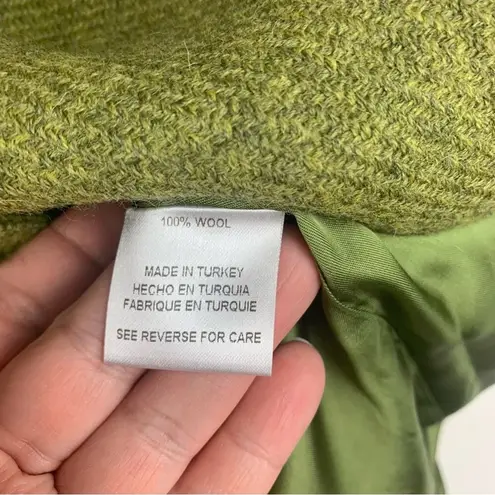 100% WOOL
MADE IN TURKEY
HECHO EN TURQUIA
FABRIQUE EN TURQUIE
SEE REVERSE FOR CARE